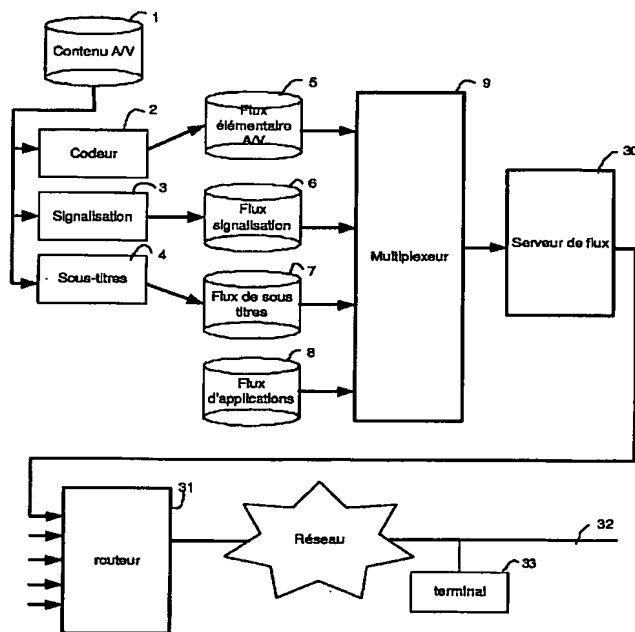 1
Contenu A/V
2
Codeur
3
Signalisation
4
Sous-titres
5
Flux
élémentaire
A/V
6
Flux
signalisation
7
Flux de sous
titres
8
Flux
d'applications
9
Multiplexeur
30
Serveur de flux
31
routeur
Réseau
32
33
terminal